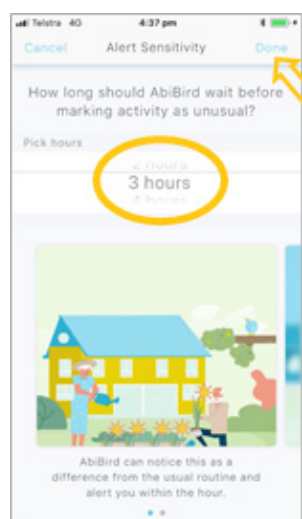 Telstra 4G 4:37 pm
Cancel Alert Sensitivity Done
How long should AbiBird wait before
marking activity as unusual?
Pick hours
2 hours
3 hours
4 hours
AbiBird can notice this as a
difference from the usual routine and
alert you within the hour.